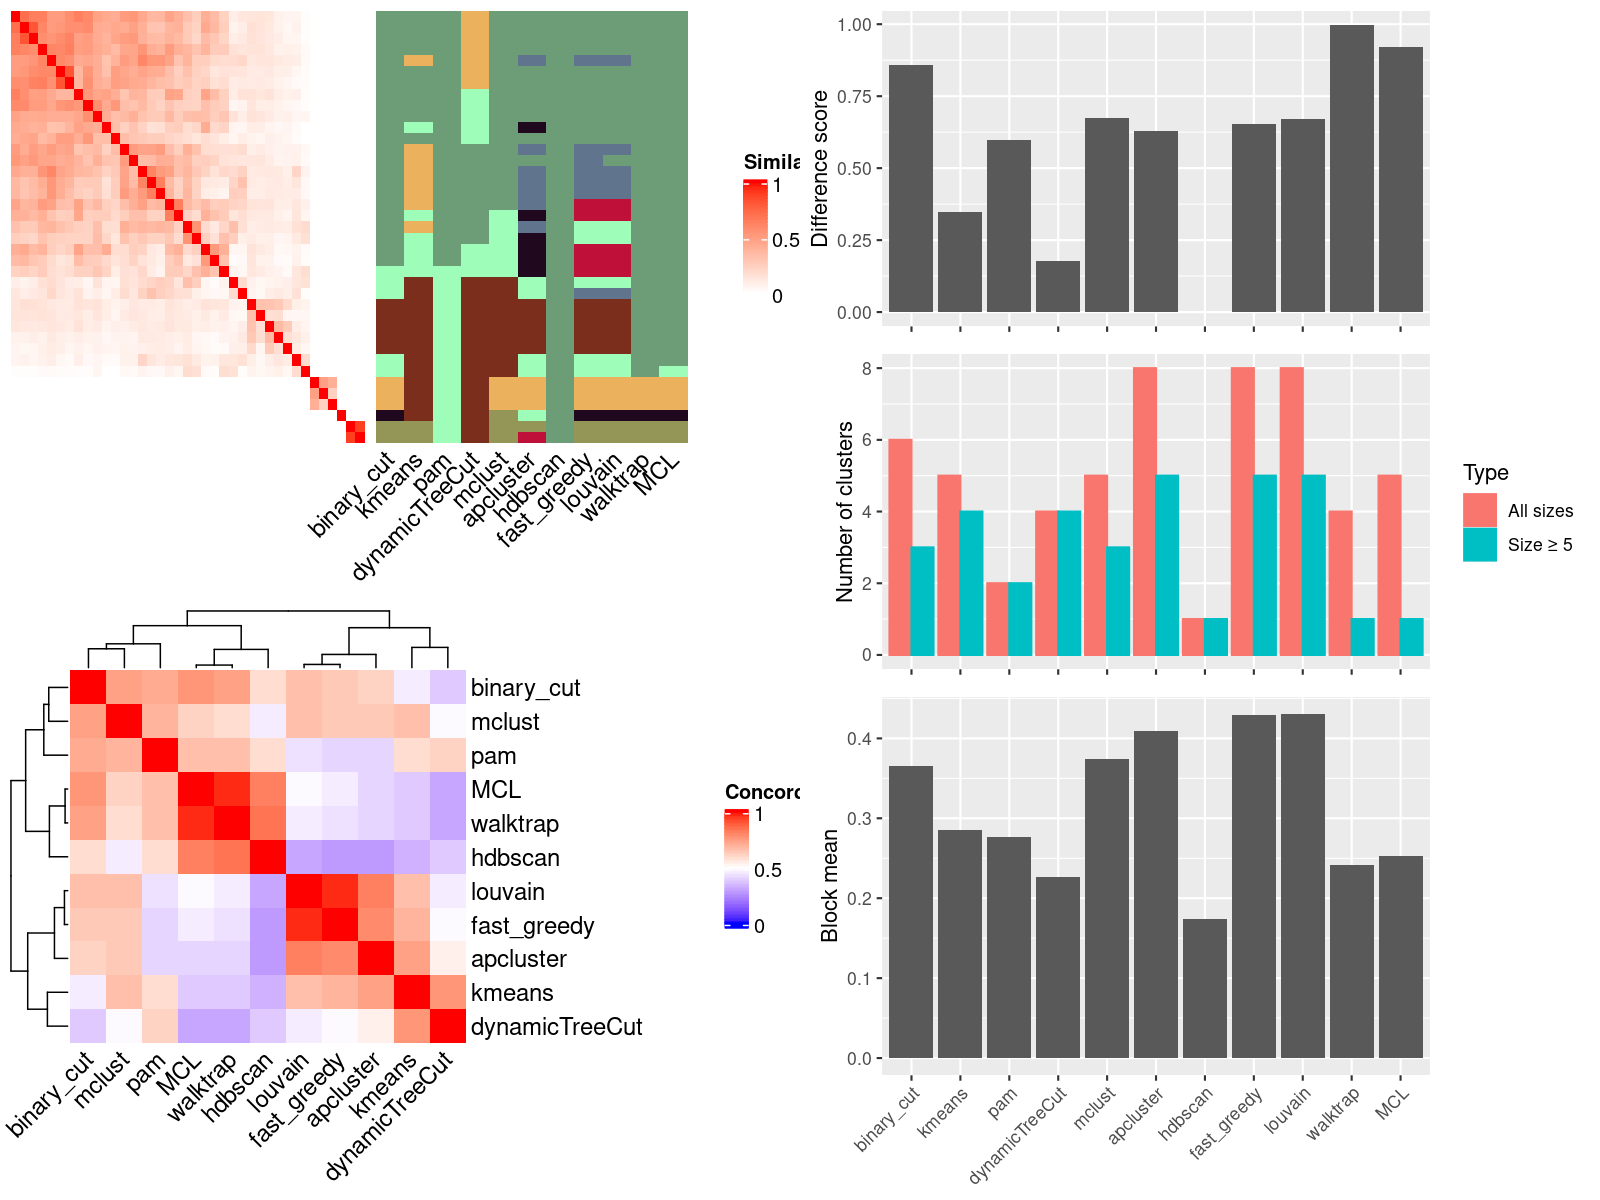 Simila
1
0.5
0
binary_cut
kmeans
pam
dynamicTreeCut
mclust
apcluster
hdbscan
fast_greedy
louvain
walktrap
MCL
binary_cut
mclust
pam
MCL
walktrap
hdbscan
louvain
fast_greedy
apcluster
kmeans
dynamicTreeCut
binary_cut
mclust
pam
MCL
walktrap
hdbscan
louvain
fast_greedy
apcluster
kmeans
dynamicTreeCut
Concord
1
0.5
0
Difference score
1.00
0.75
0.50
0.25
0.00
Number of clusters
8
6
4
2
0
Type
All sizes
Size ≥ 5
Block mean
0.4
0.3
0.2
0.1
0.0
binary_cut
kmeans
pam
dynamicTreeCut
mclust
apcluster
hdbscan
fast_greedy
louvain
walktrap
MCL